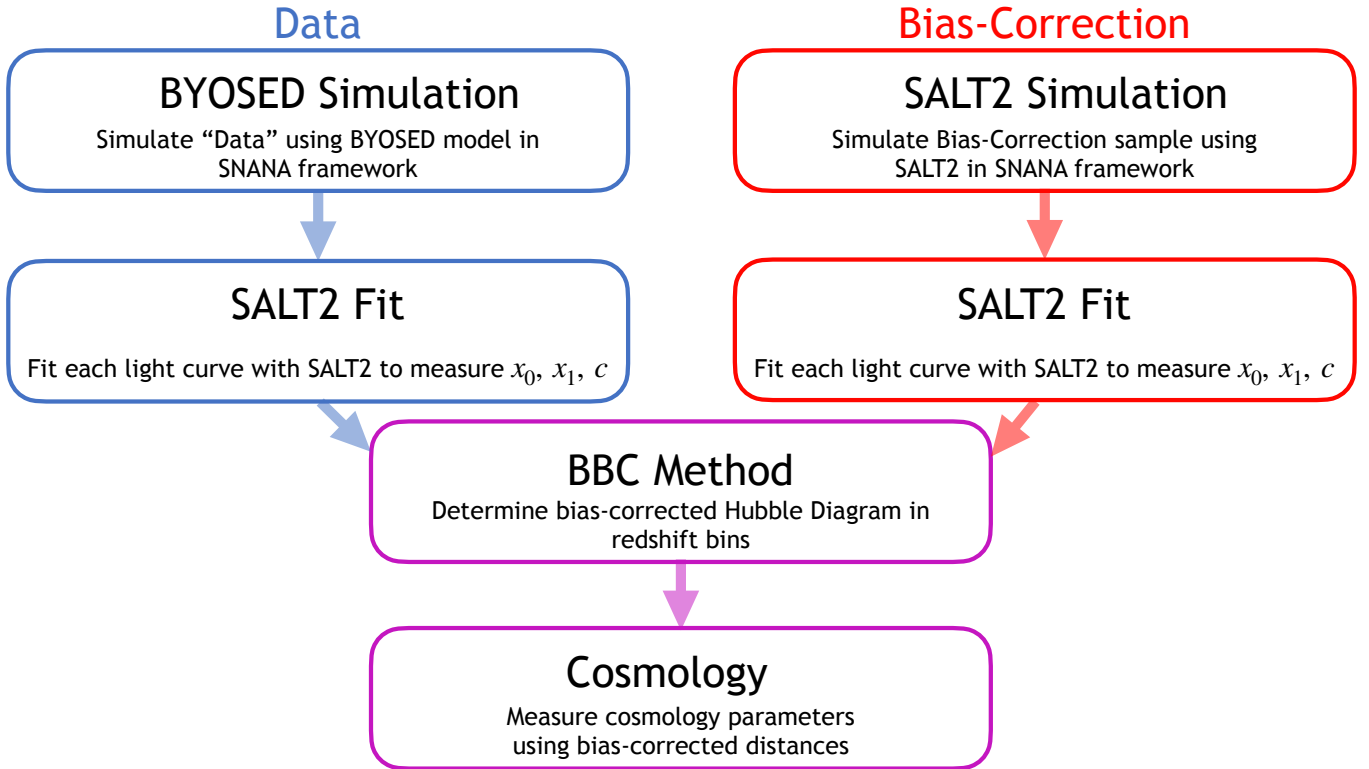 Data
BYOSED Simulation
Simulate “Data” using BYOSED model in
SNANA framework
SALT2 Fit
Fit each light curve with SALT2 to measure x₀, x₁, c
Bias-Correction
SALT2 Simulation
Simulate Bias-Correction sample using
SALT2 in SNANA framework
SALT2 Fit
Fit each light curve with SALT2 to measure x₀, x₁, c
BBC Method
Determine bias-corrected Hubble Diagram in
redshift bins
Cosmology
Measure cosmology parameters
using bias-corrected distances